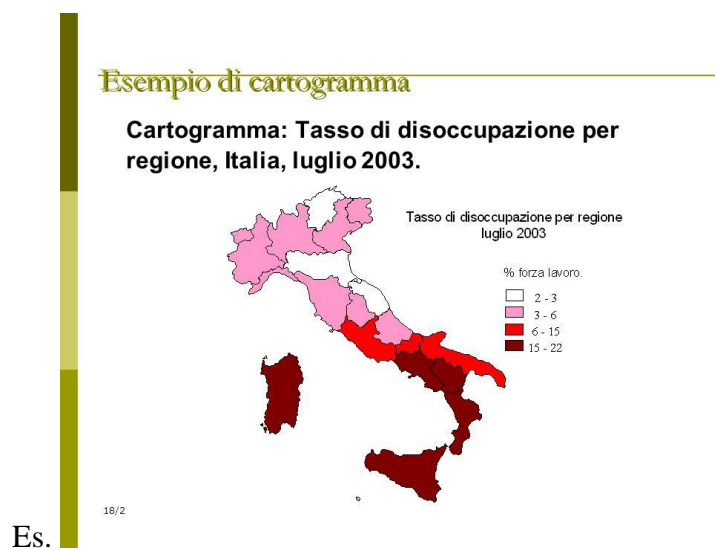 Esempio di cartogramma
Cartogramma: Tasso di disoccupazione per
regione, Italia, luglio 2003.
Tasso di disoccupazione per regione
luglio 2003
% forza lavoro.
2 - 3
3 - 6
6 - 15
15 - 22
18/2
Es.